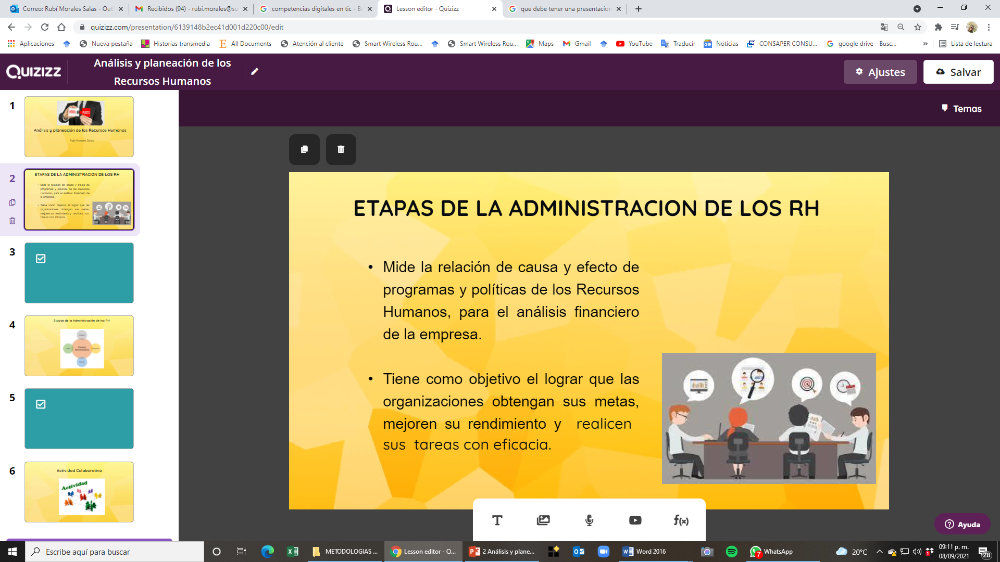 Correo: Rubí Morales Salas - Outl
Recibidos (94) - rubi.morales@su
competencias digitales en tic - B
Lesson editor - Quizizz
que debe tener una presentacion
quizizz.com/presentation/6139148b2ec41d001d220c00/edit
Aplicaciones
Nueva pestaña
Historias transmedia
All Documents
Atención al cliente
Smart Wireless Rou...
Smart Wireless Rou...
Maps
Gmail
YouTube
Traducir
Noticias
CONSAPER CONSU...
google drive - Busc...
»
Lista de lectura
Quizizz
Análisis y planeación de los
Recursos Humanos
Ajustes
Salvar
Temas
1
PERFIL
PUESTO
Análisis y planeación de los Recursos Humanos
Rubí Morales Salas
2
ETAPAS DE LA ADMINISTRACION DE LOS RH
• Mide la relación de causa y efecto de
programas y políticas de los Recursos
Humanos, para el análisis financiero de
la empresa.
• Tiene como objetivo el lograr que las
organizaciones obtengan sus metas,
mejoren su rendimiento y realicen sus
tareas con eficacia.
3
4
Etapas de la Administración de los RH
Proceso
Administrativo
5
6
Actividad Colaborativa
Actividad
ETAPAS DE LA ADMINISTRACION DE LOS RH
• Mide la relación de causa y efecto de
programas y políticas de los Recursos
Humanos, para el análisis financiero
de la empresa.
• Tiene como objetivo el lograr que las
organizaciones obtengan sus metas,
mejoren su rendimiento y realicen
sus tareas con eficacia.
T
f(x)
Ayuda
Escribe aquí para buscar
METODOLOGIAS ...
Lesson editor - Q...
2 Análisis y plane...
Word 2016
7
WhatsApp
20°C
1
09:11 p. m.
08/09/2021
28